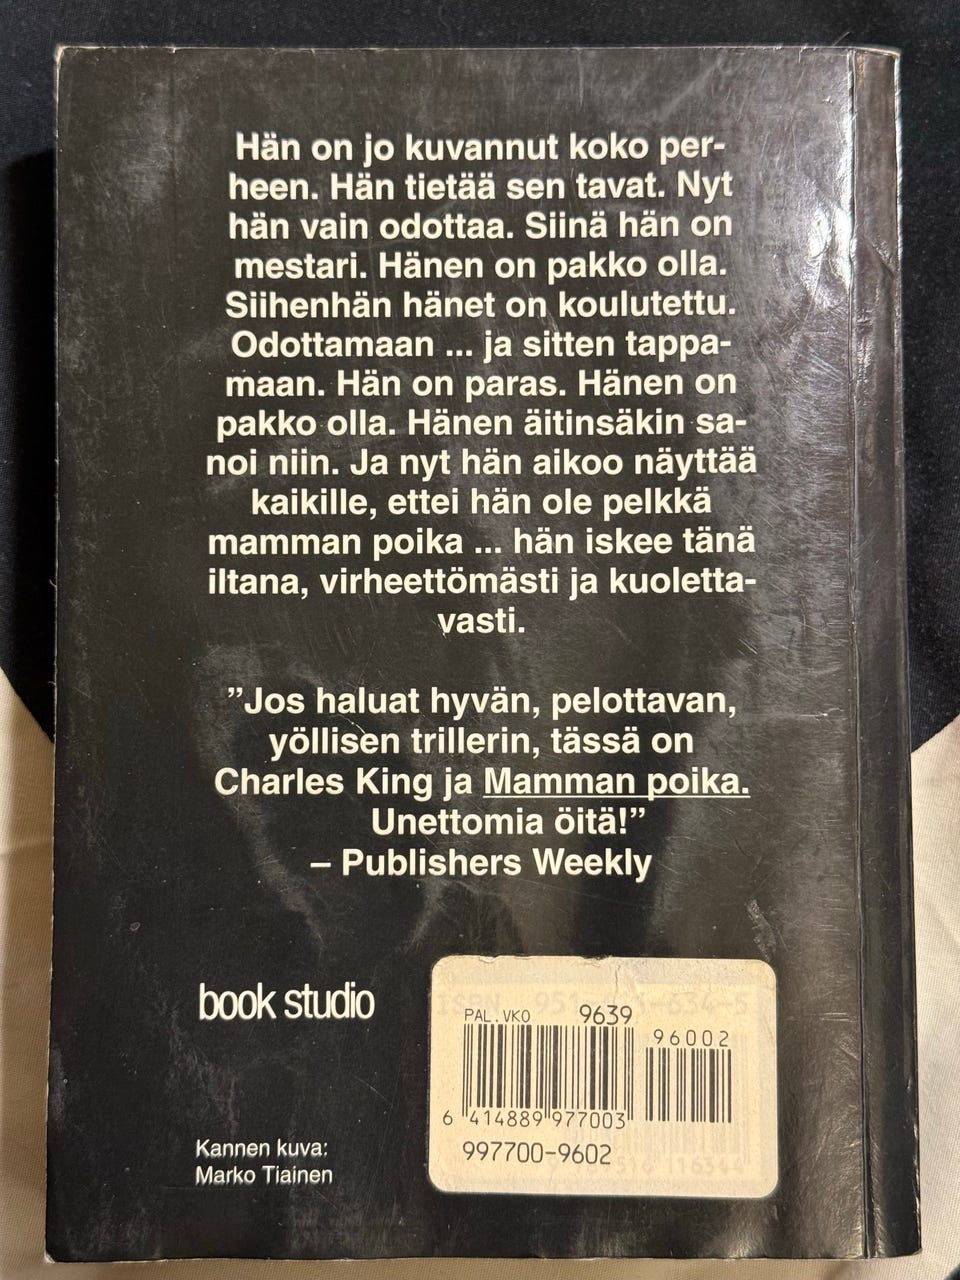 Hän on jo kuvannut koko per-
heen. Hän tietää sen tavat. Nyt
hän vain odottaa. Siinä hän on
mestari. Hänen on pakko olla.
Siihenhän hänet on koulutettu.
Odottamaan ... ja sitten tappa-
maan. Hän on paras. Hänen on
pakko olla. Hänen äitinsäkin sa-
noi niin. Ja nyt hän aikoo näyttää
kaikille, ettei hän ole pelkkä
mamman poika ... hän iskee tänä
iltana, virheettömästi ja kuoletta-
vasti.
”Jos haluat hyvän, pelottavan,
yöllisen trillerin, tässä on
Charles King ja Mamman poika.
Unettomia öitä!”
– Publishers Weekly
book studio
ISBN
PAL.VKO 9639
96002
6 414889 977003
997700-9602
Kannen kuva:
Marko Tiainen